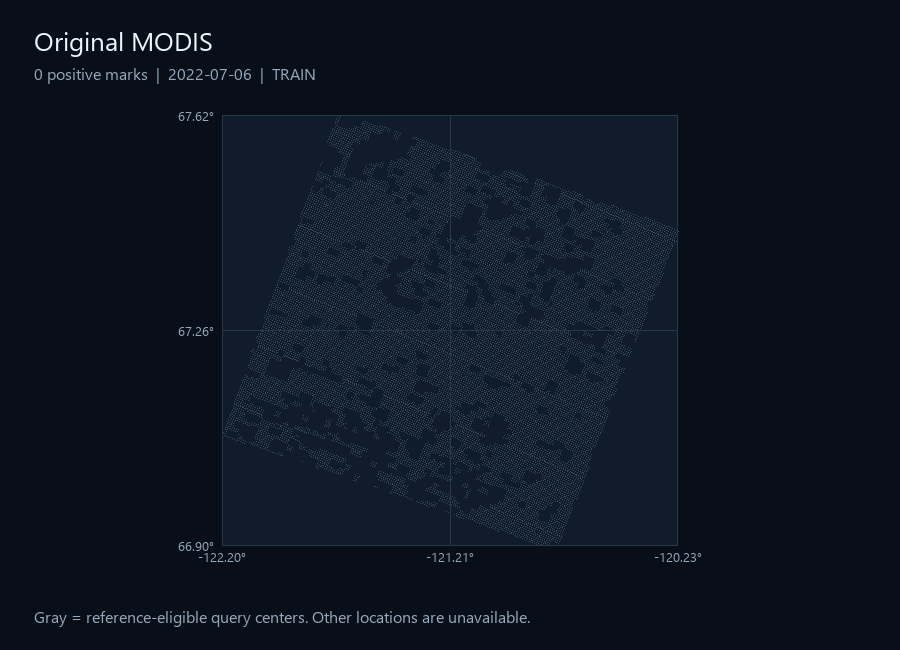 Original MODIS
0 positive marks | 2022-07-06 | TRAIN
67.62°
67.26°
66.90°
-122.20° -121.21° -120.23°
Gray = reference-eligible query centers. Other locations are unavailable.